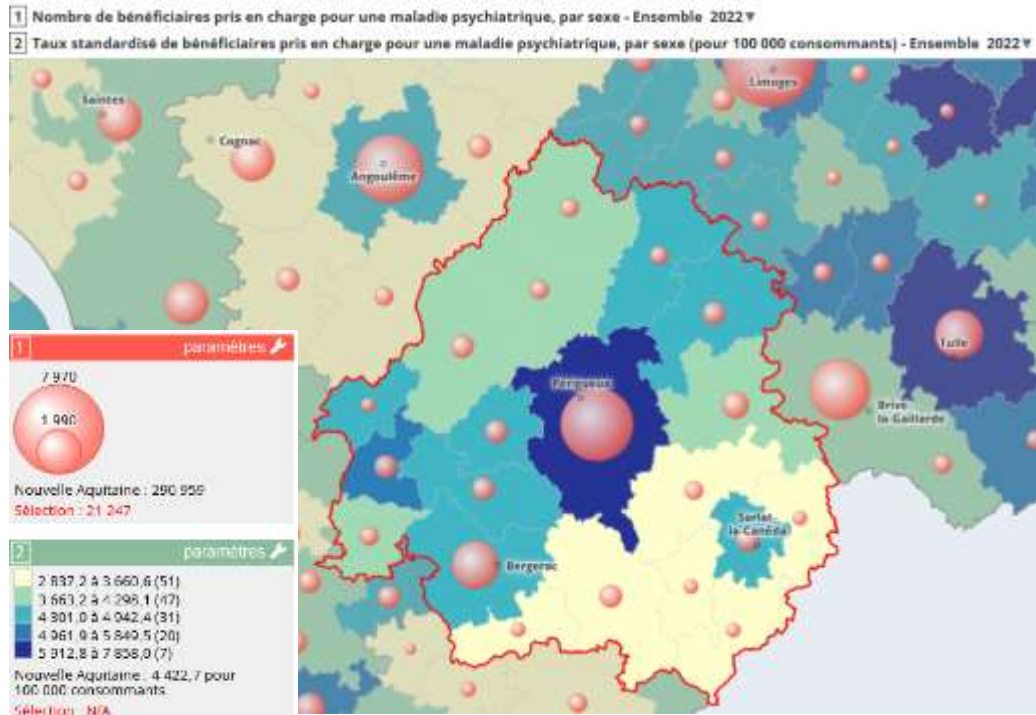 1 Nombre de bénéficiaires pris en charge pour une maladie psychiatrique, par sexe - Ensemble 2022
2 Taux standardisé de bénéficiaires pris en charge pour une maladie psychiatrique, par sexe (pour 100 000 consommants) - Ensemble 2022
Limoges
Saintes
Cognac
Angoulême
Tulle
Périgueux
Brive-la-Gaillarde
Sarlat-la-Canéda
Bergerac
1 paramètres
7 970
1 990
Nouvelle Aquitaine : 290 959
Sélection : 21 247
2 paramètres
2 837,2 à 3 660,6 (51)
3 663,2 à 4 298,1 (47)
4 301,0 à 4 942,4 (31)
4 961,9 à 5 849,5 (20)
5 912,8 à 7 858,0 (7)
Nouvelle Aquitaine : 4 422,7 pour
100 000 consommants
Sélection : N/A